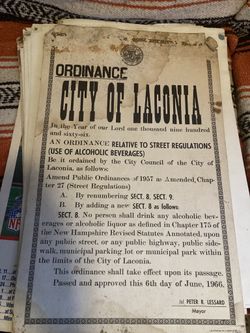 ORDINANCE
CITY OF LACONIA
In the Year of our Lord one thousand nine hundred
and sixty-six.
AN ORDINANCE RELATIVE TO STREET REGULATIONS
(USE OF ALCOHOLIC BEVERAGES)
Be it ordained by the City Council of the City of
Laconia, as follows:
Amend Public Ordinances of 1957 as Amended, Chap-
ter 27 (Street Regulations)
A. By renumbering SECT. 8, SECT. 9.
B. By adding a new SECT. 8 as follows:
SECT. 8. No person shall drink any alcoholic bev-
erages or alcoholic liquor as defined in Chapter 175 of
the New Hampshire Revised Statutes Annotated, upon
any public street, or any public highway, public side-
walk, municipal parking lot or municipal park within
the limits of the City of Laconia.
This ordinance shall take effect upon its passage.
Passed and approved this 6th day of June, 1966.
PETER R. LESSARD
Mayor